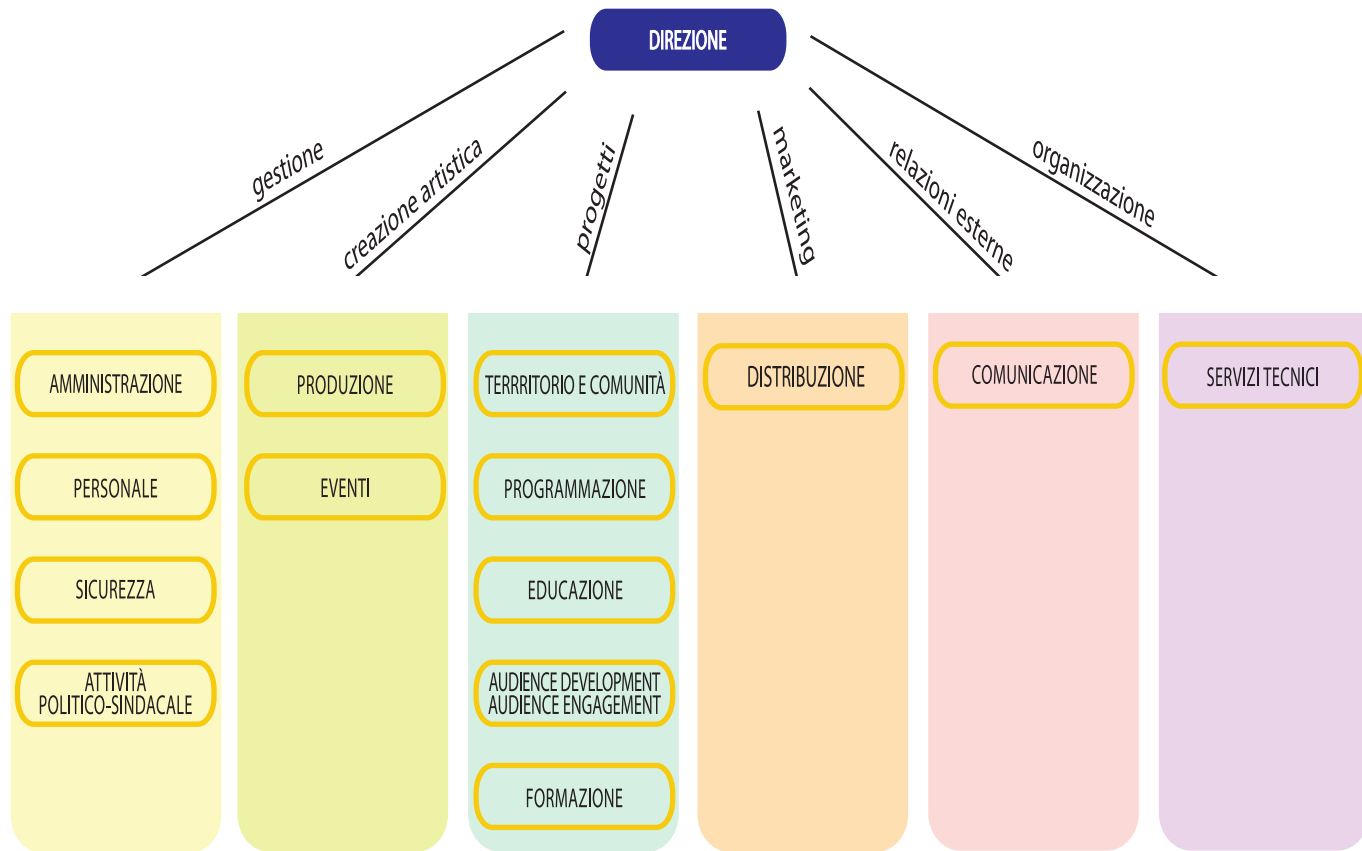 DIREZIONE
gestione
creazione artistica
progetti
marketing
relazioni esterne
organizzazione
AMMINISTRAZIONE
PERSONALE
SICUREZZA
ATTIVITÀ
POLITICO-SINDACALE
PRODUZIONE
EVENTI
TERRRITORIO E COMUNITÀ
PROGRAMMAZIONE
EDUCAZIONE
AUDIENCE DEVELOPMENT
AUDIENCE ENGAGEMENT
FORMAZIONE
DISTRIBUZIONE
COMUNICAZIONE
SERVIZI TECNICI